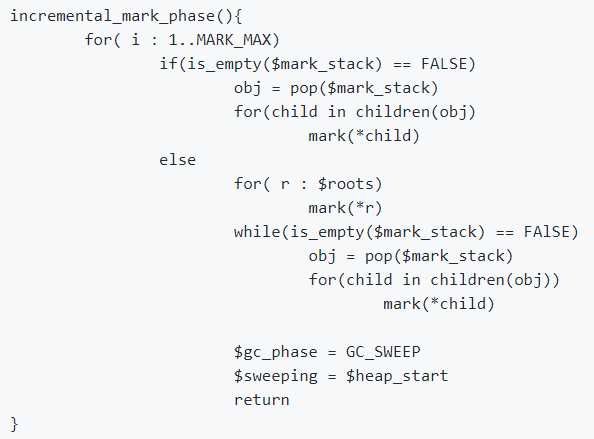 incremental_mark_phase(){
for( i : 1..MARK_MAX)
if(is_empty($mark_stack) == FALSE)
obj = pop($mark_stack)
for(child in children(obj)
mark(*child)
else
for( r : $roots)
mark(*r)
while(is_empty($mark_stack) == FAlSE)
obj = pop($mark_stack)
for(child in children(obj))
mark(*child)
$gc_phase = GC_SWEEP
$sweeping = $heap_start
return
}